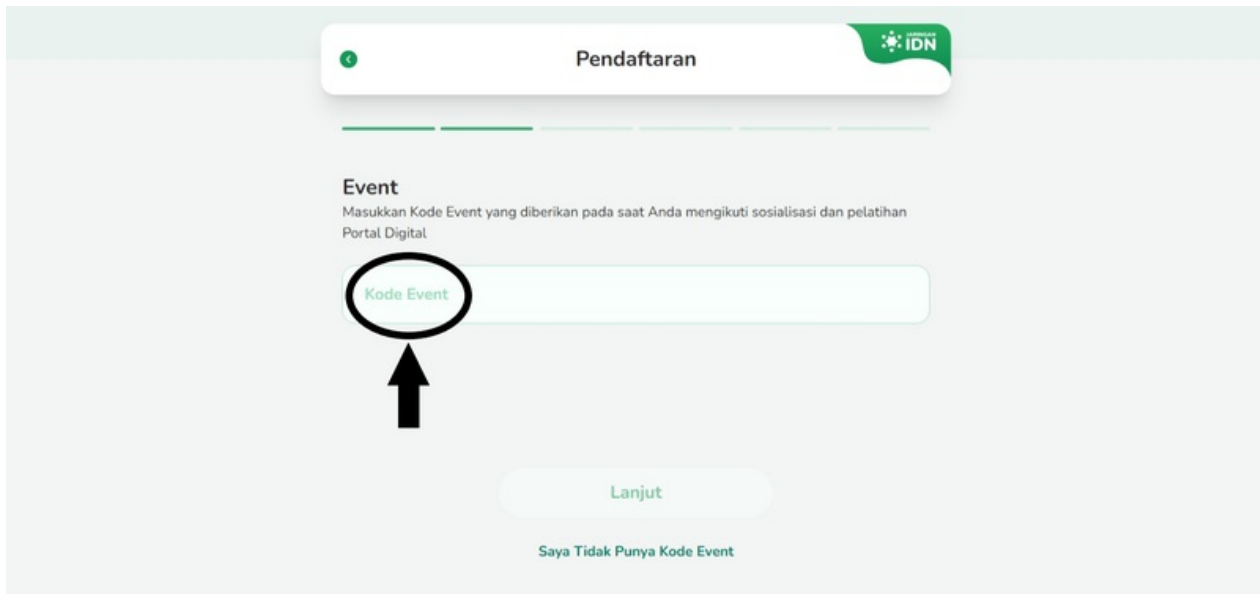 Pendaftaran
JARINGAN
IDN
Event
Masukkan Kode Event yang diberikan pada saat Anda mengikuti sosialisasi dan pelatihan
Portal Digital
Kode Event
Lanjut
Saya Tidak Punya Kode Event